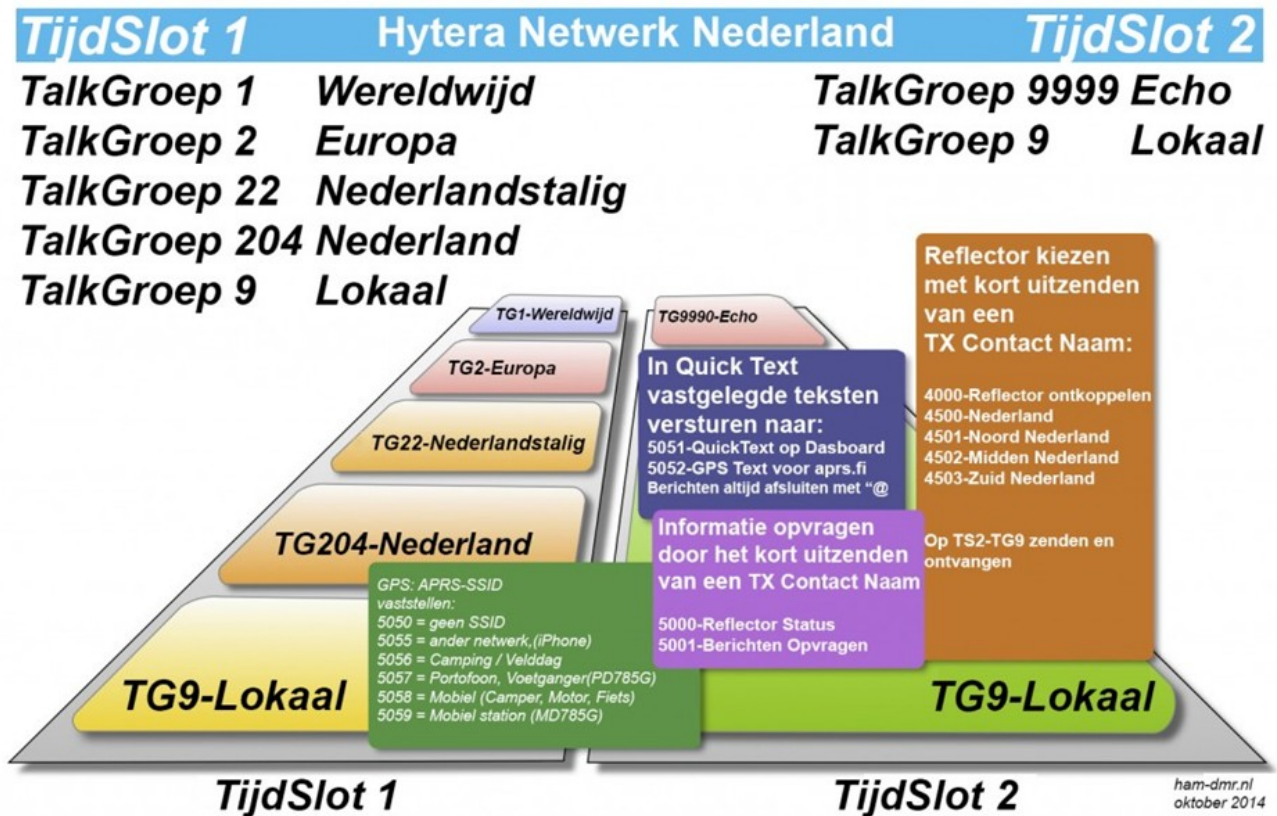 TijdSlot 1 Hytera Netwerk Nederland TijdSlot 2
TalkGroep 1 Wereldwijd
TalkGroep 2 Europa
TalkGroep 22 Nederlandstalig
TalkGroep 204 Nederland
TalkGroep 9 Lokaal
TalkGroep 9999 Echo
TalkGroep 9 Lokaal
TG1-Wereldwijd
TG2-Europa
TG22-Nederlandstalig
TG204-Nederland
TG9-Lokaal
GPS: APRS-SSID
vaststellen:
5050 = geen SSID
5055 = ander netwerk,(iPhone)
5056 = Camping / Velddag
5057 = Portofoon, Voetganger(PD785G)
5058 = Mobiel (Camper, Motor, Fiets)
5059 = Mobiel station (MD785G)
TG9990-Echo
In Quick Text
vastgelegde teksten
versturen naar:
5051-QuickText op Dasboard
5052-GPS Text voor aprs.fi
Berichten altijd afsluiten met “@
Informatie opvragen
door het kort uitzenden
van een TX Contact Naam
5000-Reflector Status
5001-Berichten Opvragen
Reflector kiezen
met kort uitzenden
van een
TX Contact Naam:
4000-Reflector ontkoppelen
4500-Nederland
4501-Noord Nederland
4502-Midden Nederland
4503-Zuid Nederland
Op TS2-TG9 zenden en
ontvangen
TG9-Lokaal
TijdSlot 1
TijdSlot 2
ham-dmr.nl
oktober 2014